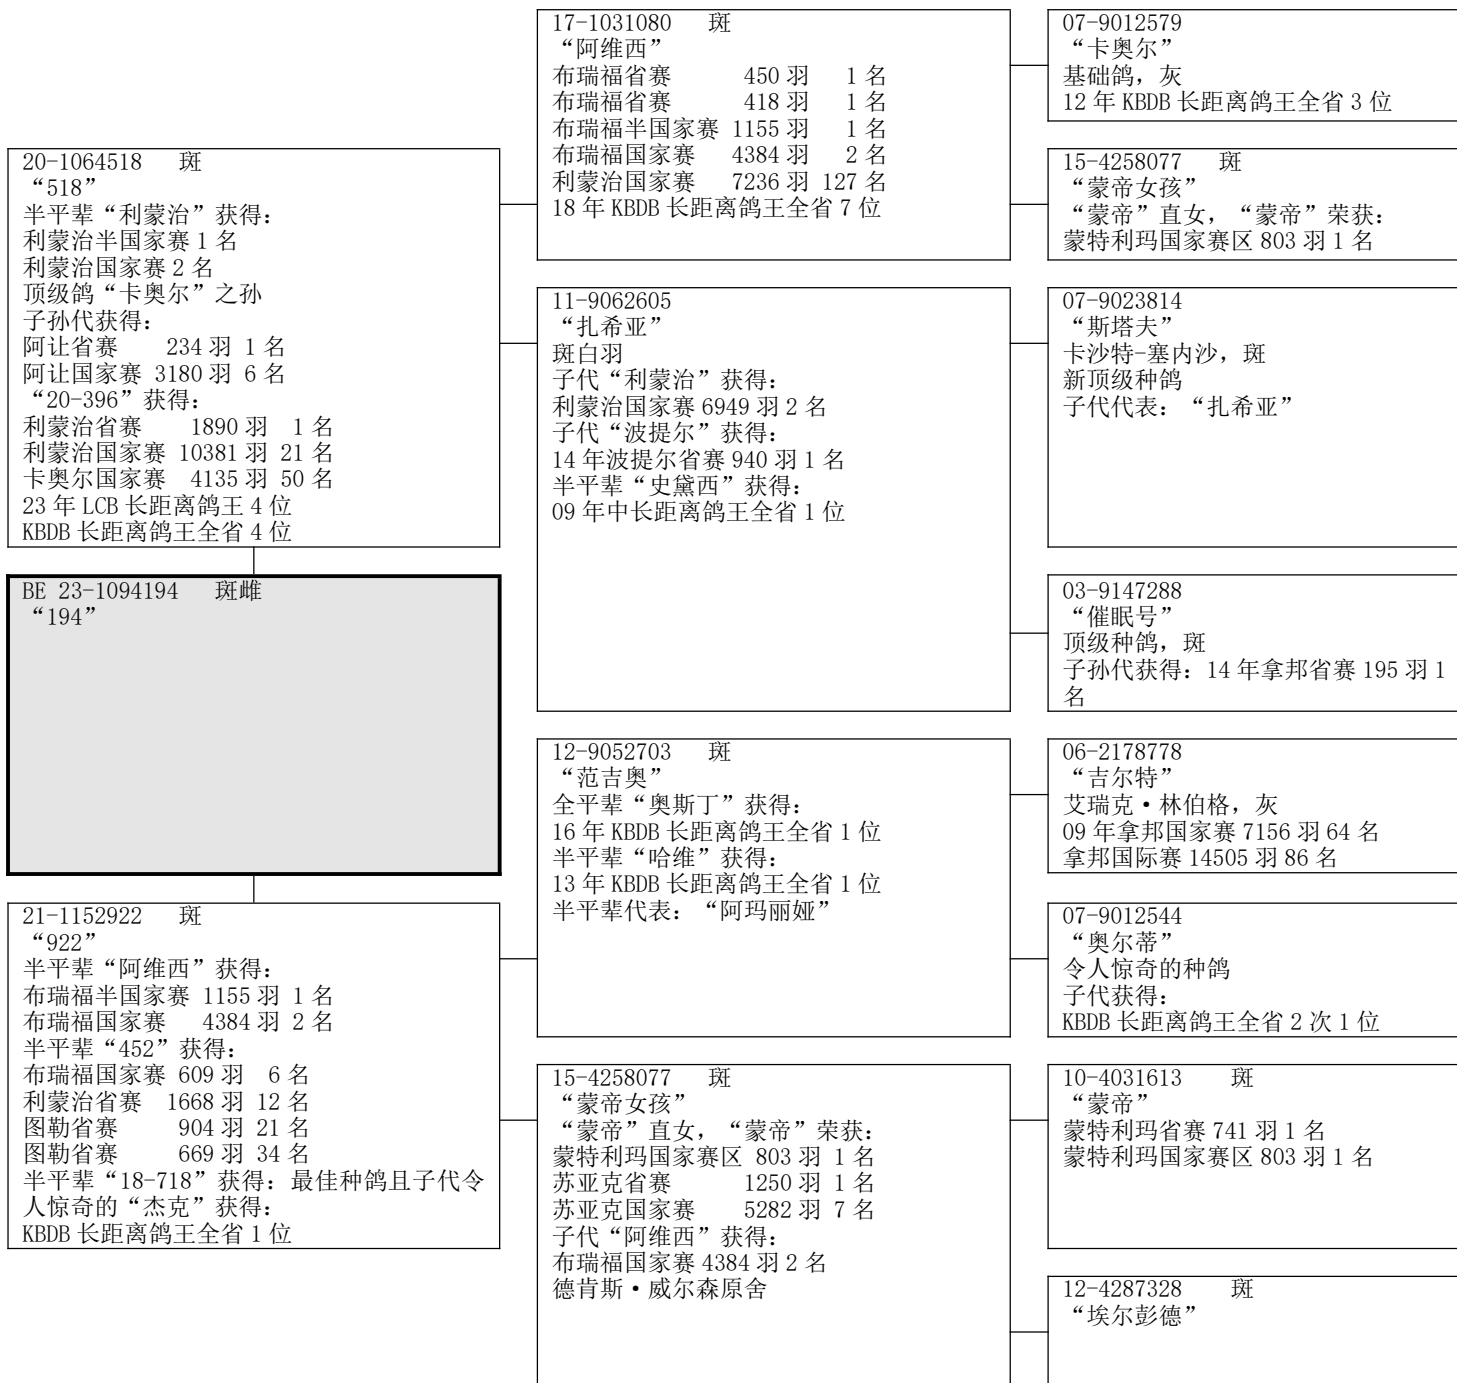 20-1064518 斑
“518”
半平辈“利蒙治”获得：
利蒙治半国家赛 1 名
利蒙治国家赛 2 名
顶级鸽“卡奥尔”之孙
子孙代获得：
阿让省赛 234 羽 1 名
阿让国家赛 3180 羽 6 名
“20-396”获得：
利蒙治省赛 1890 羽 1 名
利蒙治国家赛 10381 羽 21 名
卡奥尔国家赛 4135 羽 50 名
23 年 LCB 长距离鸽王 4 位
KBDB 长距离鸽王全省 4 位
BE 23-1094194 斑雌
“194”
21-1152922 斑
“922”
半平辈“阿维西”获得：
布瑞福半国家赛 1155 羽 1 名
布瑞福国家赛 4384 羽 2 名
半平辈“452”获得：
布瑞福国家赛 609 羽 6 名
利蒙治省赛 1668 羽 12 名
图勒省赛 904 羽 21 名
图勒省赛 669 羽 34 名
半平辈“18-718”获得：最佳种鸽且子代令
人惊奇的“杰克”获得：
KBDB 长距离鸽王全省 1 位
17-1031080 斑
“阿维西”
布瑞福省赛 450 羽 1 名
布瑞福省赛 418 羽 1 名
布瑞福半国家赛 1155 羽 1 名
布瑞福国家赛 4384 羽 2 名
利蒙治国家赛 7236 羽 127 名
18 年 KBDB 长距离鸽王全省 7 位
11-9062605
“扎希亚”
斑白羽
子代“利蒙治”获得：
利蒙治国家赛 6949 羽 2 名
子代“波提尔”获得：
14 年波提尔省赛 940 羽 1 名
半平辈“史黛西”获得：
09 年中长距离鸽王全省 1 位
12-9052703 斑
“范吉奥”
全平辈“奥斯丁”获得：
16 年 KBDB 长距离鸽王全省 1 位
半平辈“哈维”获得：
13 年 KBDB 长距离鸽王全省 1 位
半平辈代表：“阿玛丽娅”
15-4258077 斑
“蒙帝女孩”
“蒙帝”直女，“蒙帝”荣获：
蒙特利玛国家赛区 803 羽 1 名
苏亚克省赛 1250 羽 1 名
苏亚克国家赛 5282 羽 7 名
子代“阿维西”获得：
布瑞福国家赛 4384 羽 2 名
德肯斯•威尔森原舍
07-9012579
“卡奥尔”
基础鸽，灰
12 年 KBDB 长距离鸽王全省 3 位
15-4258077 斑
“蒙帝女孩”
“蒙帝”直女，“蒙帝”荣获：
蒙特利玛国家赛区 803 羽 1 名
07-9023814
“斯塔夫”
卡沙特-塞内沙，斑
新顶级种鸽
子代代表：“扎希亚”
03-9147288
“催眠号”
顶级种鸽，斑
子孙代获得：14 年拿邦省赛 195 羽 1
名
06-2178778
“吉尔特”
艾瑞克•林伯格，灰
09 年拿邦国家赛 7156 羽 64 名
拿邦国际赛 14505 羽 86 名
07-9012544
“奥尔蒂”
令人惊奇的种鸽
子代获得：
KBDB 长距离鸽王全省 2 次 1 位
10-4031613 斑
“蒙帝”
蒙特利玛省赛 741 羽 1 名
蒙特利玛国家赛区 803 羽 1 名
12-4287328 斑
“埃尔彭德”